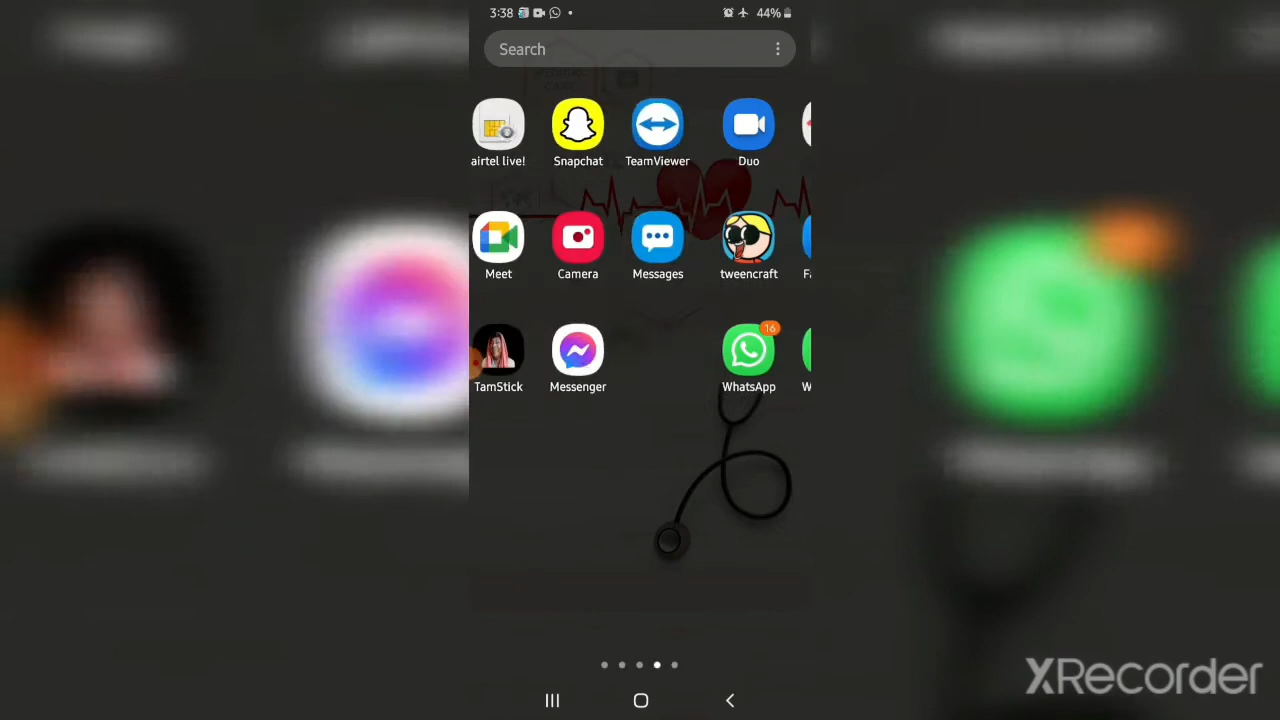 3:38
44%
Search
airtel live!
Snapchat
TeamViewer
Duo
Meet
Camera
Messages
tweencraft
16
TamStick
Messenger
WhatsApp
XRecorder